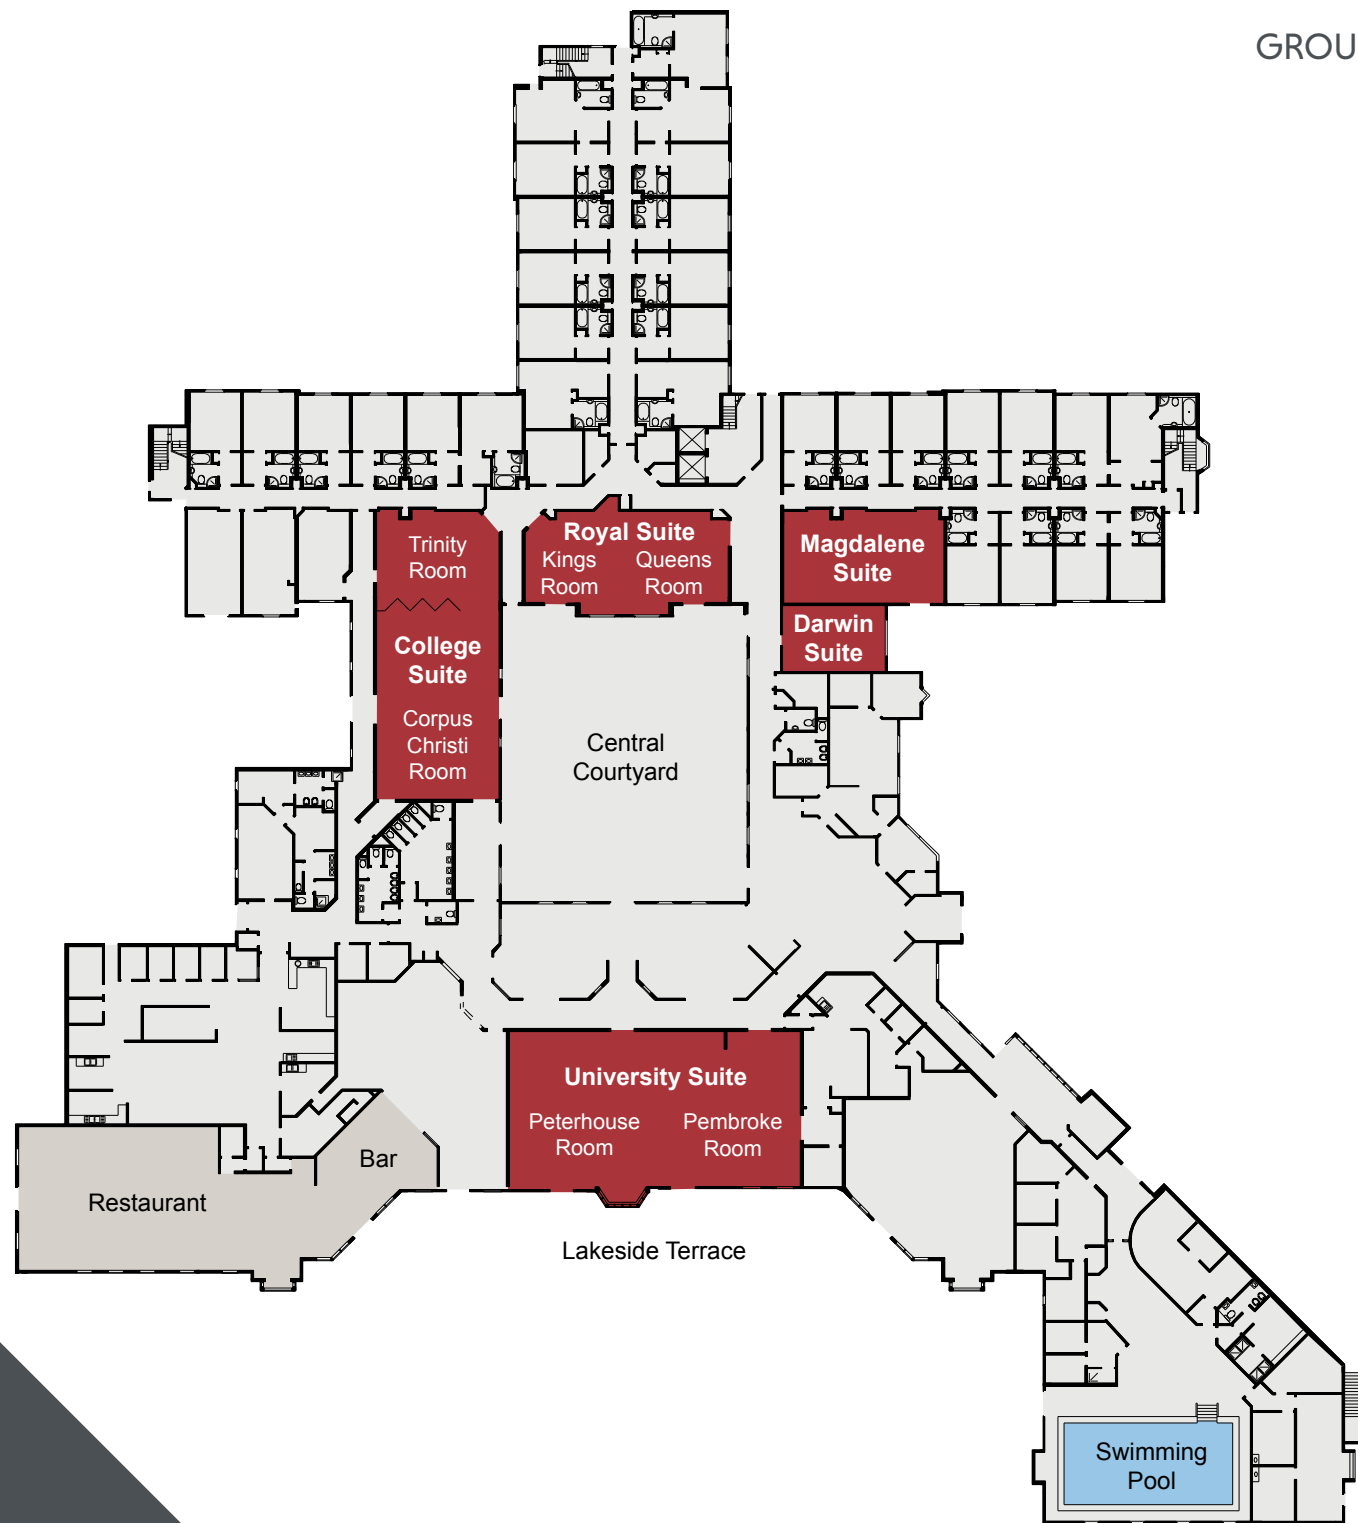 GROU
Royal Suite
Kings
Room
Queens
Room
Trinity
Room
Magdalene
Suite
College
Suite
Darwin
Suite
Corpus
Christi
Room
Central
Courtyard
University Suite
Peterhouse
Room
Pembroke
Room
Bar
Restaurant
Lakeside Terrace
Swimming
Pool